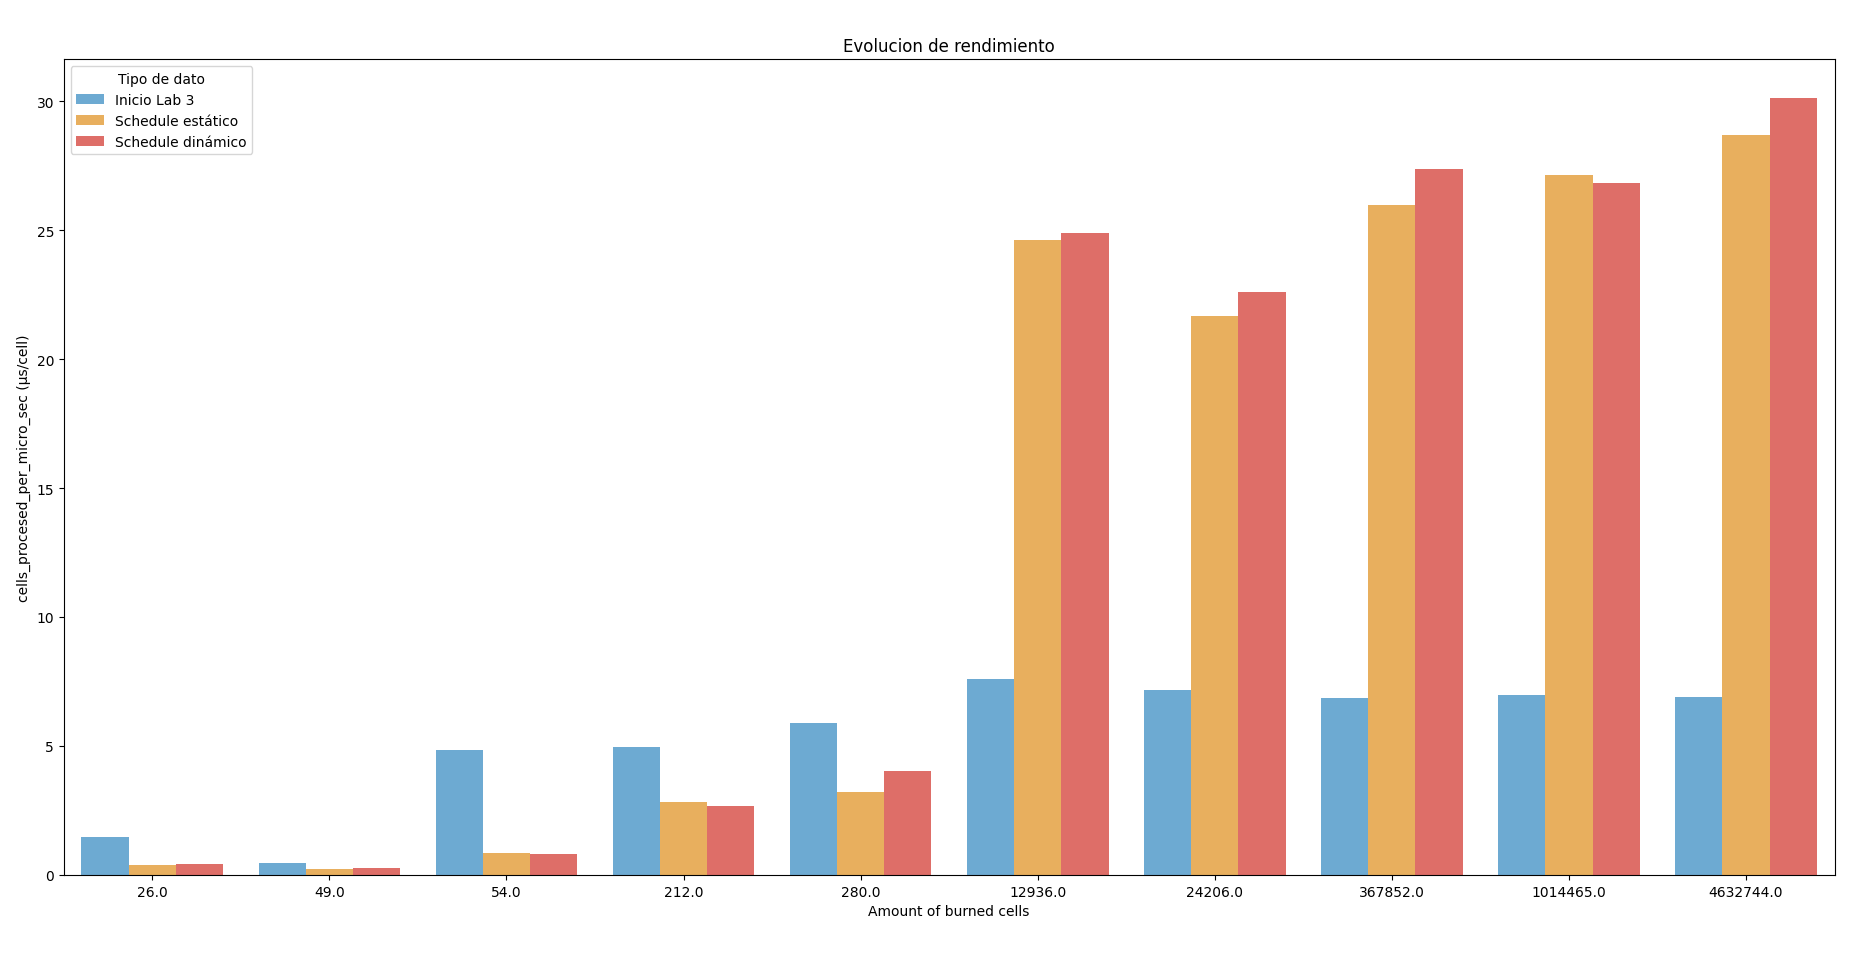 Evolucion de rendimiento
Tipo de dato
Inicio Lab 3
Schedule estático
Schedule dinámico
cells_procesed_per_micro_sec (µs/cell)
30
25
20
15
10
5
0
26.0 49.0 54.0 212.0 280.0 12936.0 24206.0 367852.0 1014465.0 4632744.0
Amount of burned cells